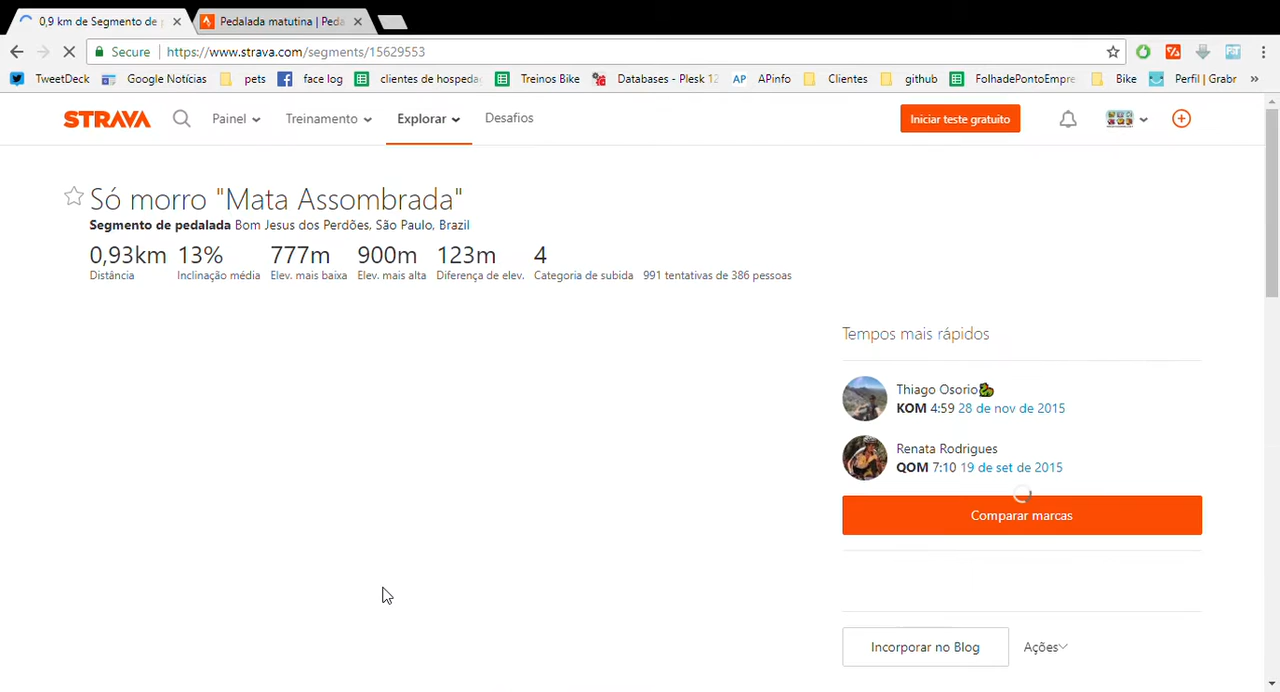 0,9 km de Segmento de p
Pedalada matutina | Peda
Secure https://www.strava.com/segments/15629553
TweetDeck Google Notícias pets face log clientes de hospeda Treinos Bike Databases - Plesk 12 APinfo Clientes github FolhadePontoEmpre Bike Perfil | Grabr »
STRAVA Painel Treinamento Explorar Desafios Iniciar teste gratuito
Só morro "Mata Assombrada"
Segmento de pedalada Bom Jesus dos Perdões, São Paulo, Brazil
0,93km 13% 777m 900m 123m 4
Distância Inclinação média Elev. mais baixa Elev. mais alta Diferença de elev. Categoria de subida 991 tentativas de 386 pessoas
Tempos mais rápidos
Thiago Osorio
KOM 4:59 28 de nov de 2015
Renata Rodrigues
QOM 7:10 19 de set de 2015
Comparar marcas
Incorporar no Blog Ações